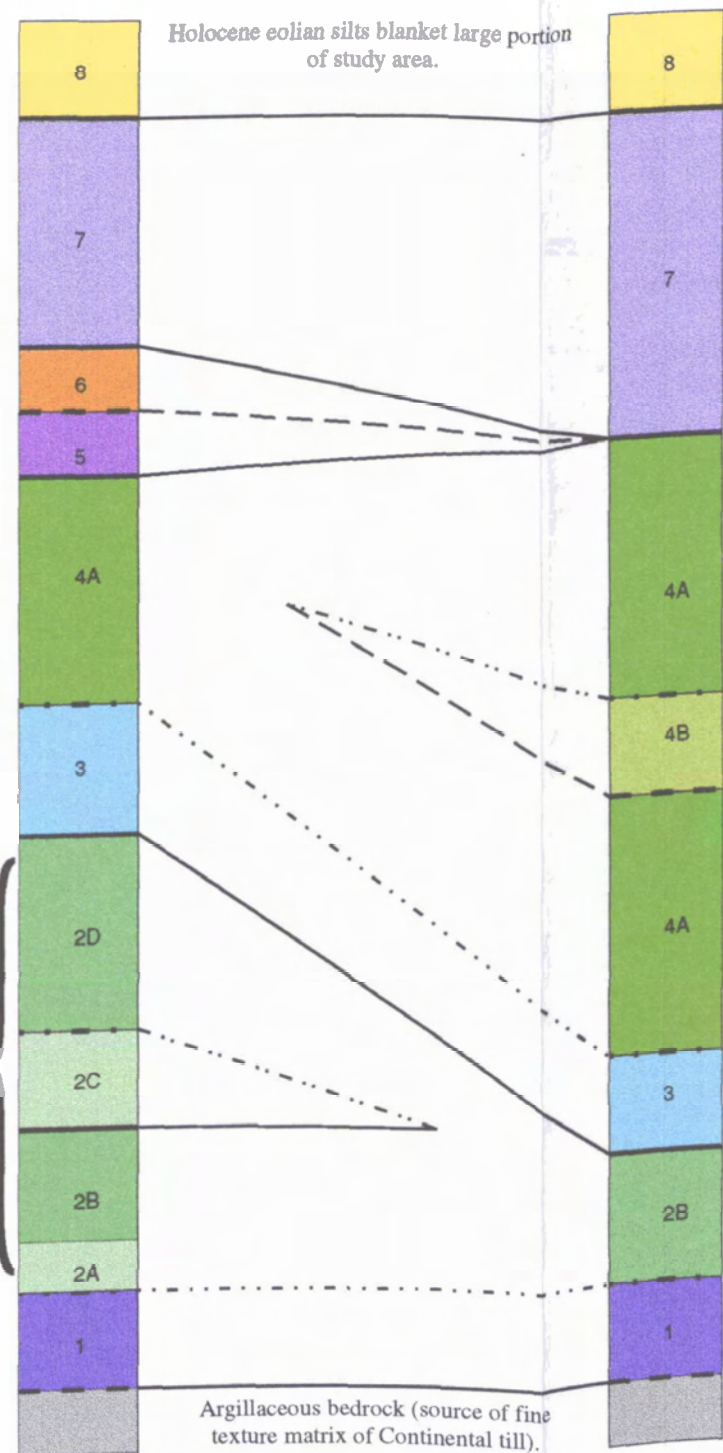 Holocene eolian silts blanket large portion
of study area.
8
7
6
5
4A
3
2D
2C
2B
2A
1
8
7
4A
4B
4A
3
2B
1
Argillaceous bedrock (source of fine
texture matrix of Continental till).